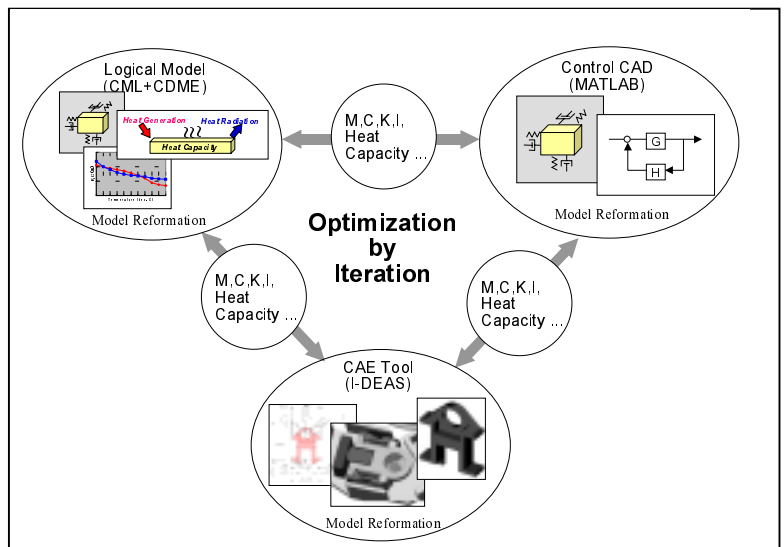 Logical Model
(CML+CDME)
Heat Generation
Heat Radiation
Heat Capacity
Model Reformation
M,C,K,I,
Heat
Capacity ...
Control CAD
(MATLAB)
G
H
Model Reformation
Optimization
by
Iteration
M,C,K,I,
Heat
Capacity ...
M,C,K,I,
Heat
Capacity ...
CAE Tool
(I-DEAS)
Model Reformation